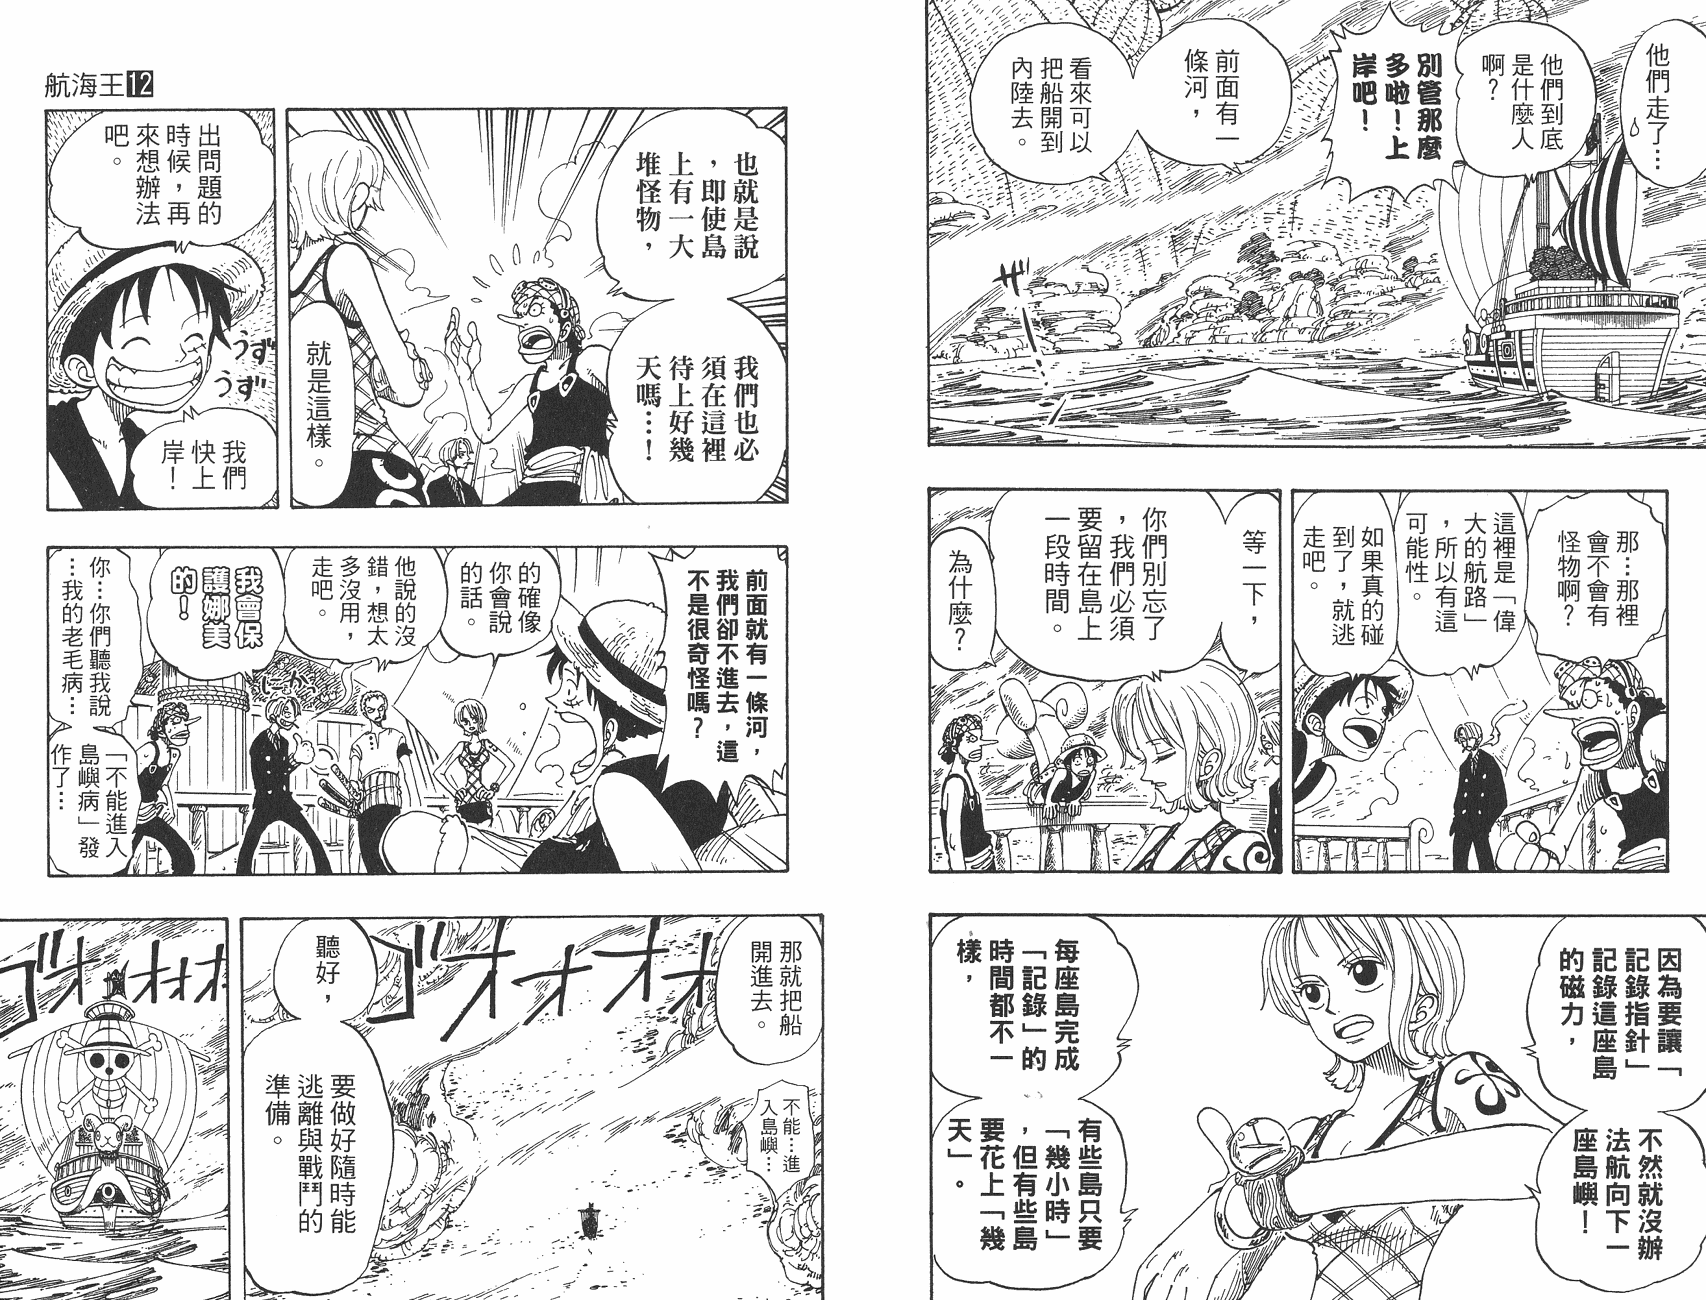 他們走了…
他們到底
是什麼人
啊？
別管那麼
多啦！上
岸吧！
前面有一
條河，
看來可以
把船開到
內陸去。
ザ
那…那裡
會不會有
怪物啊？
這裡是「偉
大的航路」
，所以有這
可能性。
如果真的碰
到了，就逃
走吧。
等一下，
你們別忘了
，我們必須
要留在島上
一段時間。
為什麼？
因為要讓「
記錄指針」
記錄這座島
的磁力，
不然就沒辦
法航向下一
座島嶼！
每座島完成
「記錄」的
時間都不一
樣，
有些島只要
「幾小時」
，但有些島
要花上「幾
天」。
航海王12
也就是說
，即使島
上有一大
堆怪物，
我們也必
須在這裡
待上好幾
天嗎…！
就是這樣。
出問題的
時候，再
來想辦法
吧。
うず
うず
我們
快上
岸！
前面就有一條河，
我們卻不進去，這
不是很奇怪嗎？
的確像
你會說
的話。
他說的沒
錯，想太
多沒用，
走吧。
我會保
護娜美
的！
你…你們聽我說
…我的老毛病…
「不能進入
島嶼病」發
作了…
那就把船
開進去。
不能…進
入島嶼…
ゴオオオオ
聽好，
要做好隨時能
逃離與戰鬥的
準備。
ゴオオオオ